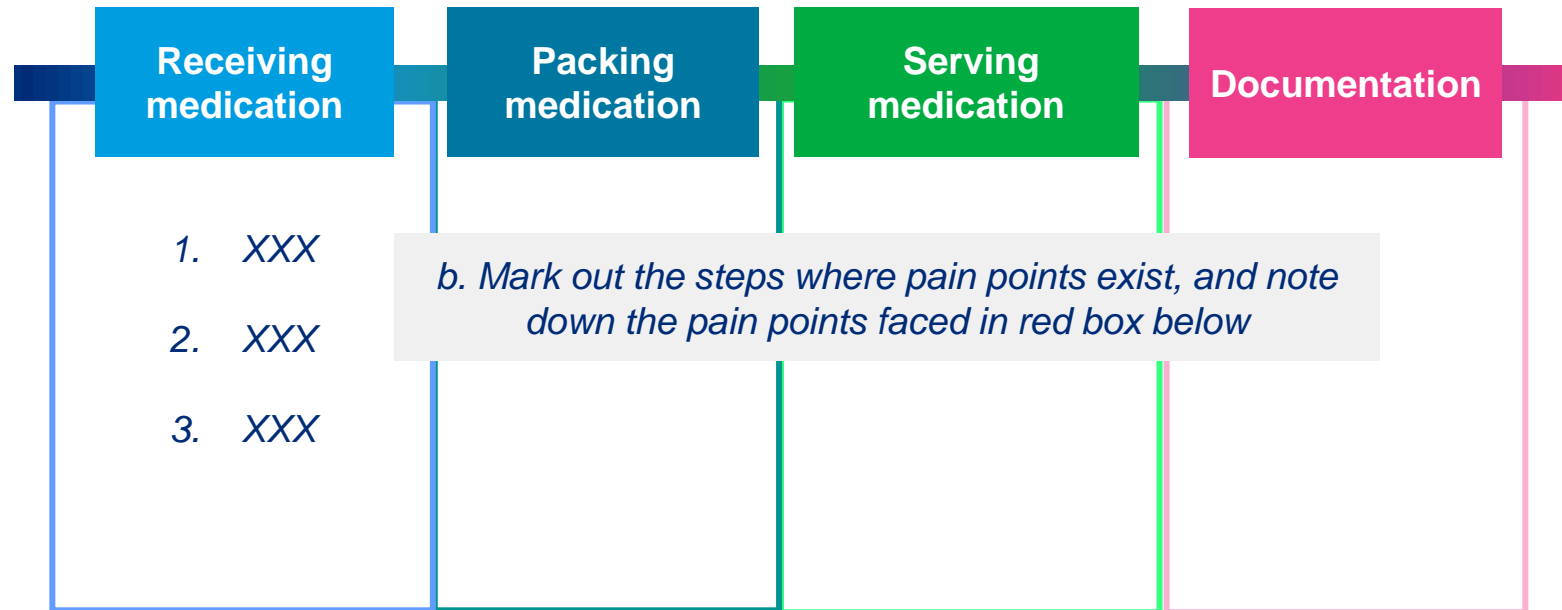 Receiving
medication
Packing
medication
Serving
medication
Documentation
1. XXX
2. XXX
3. XXX
b. Mark out the steps where pain points exist, and note
down the pain points faced in red box below